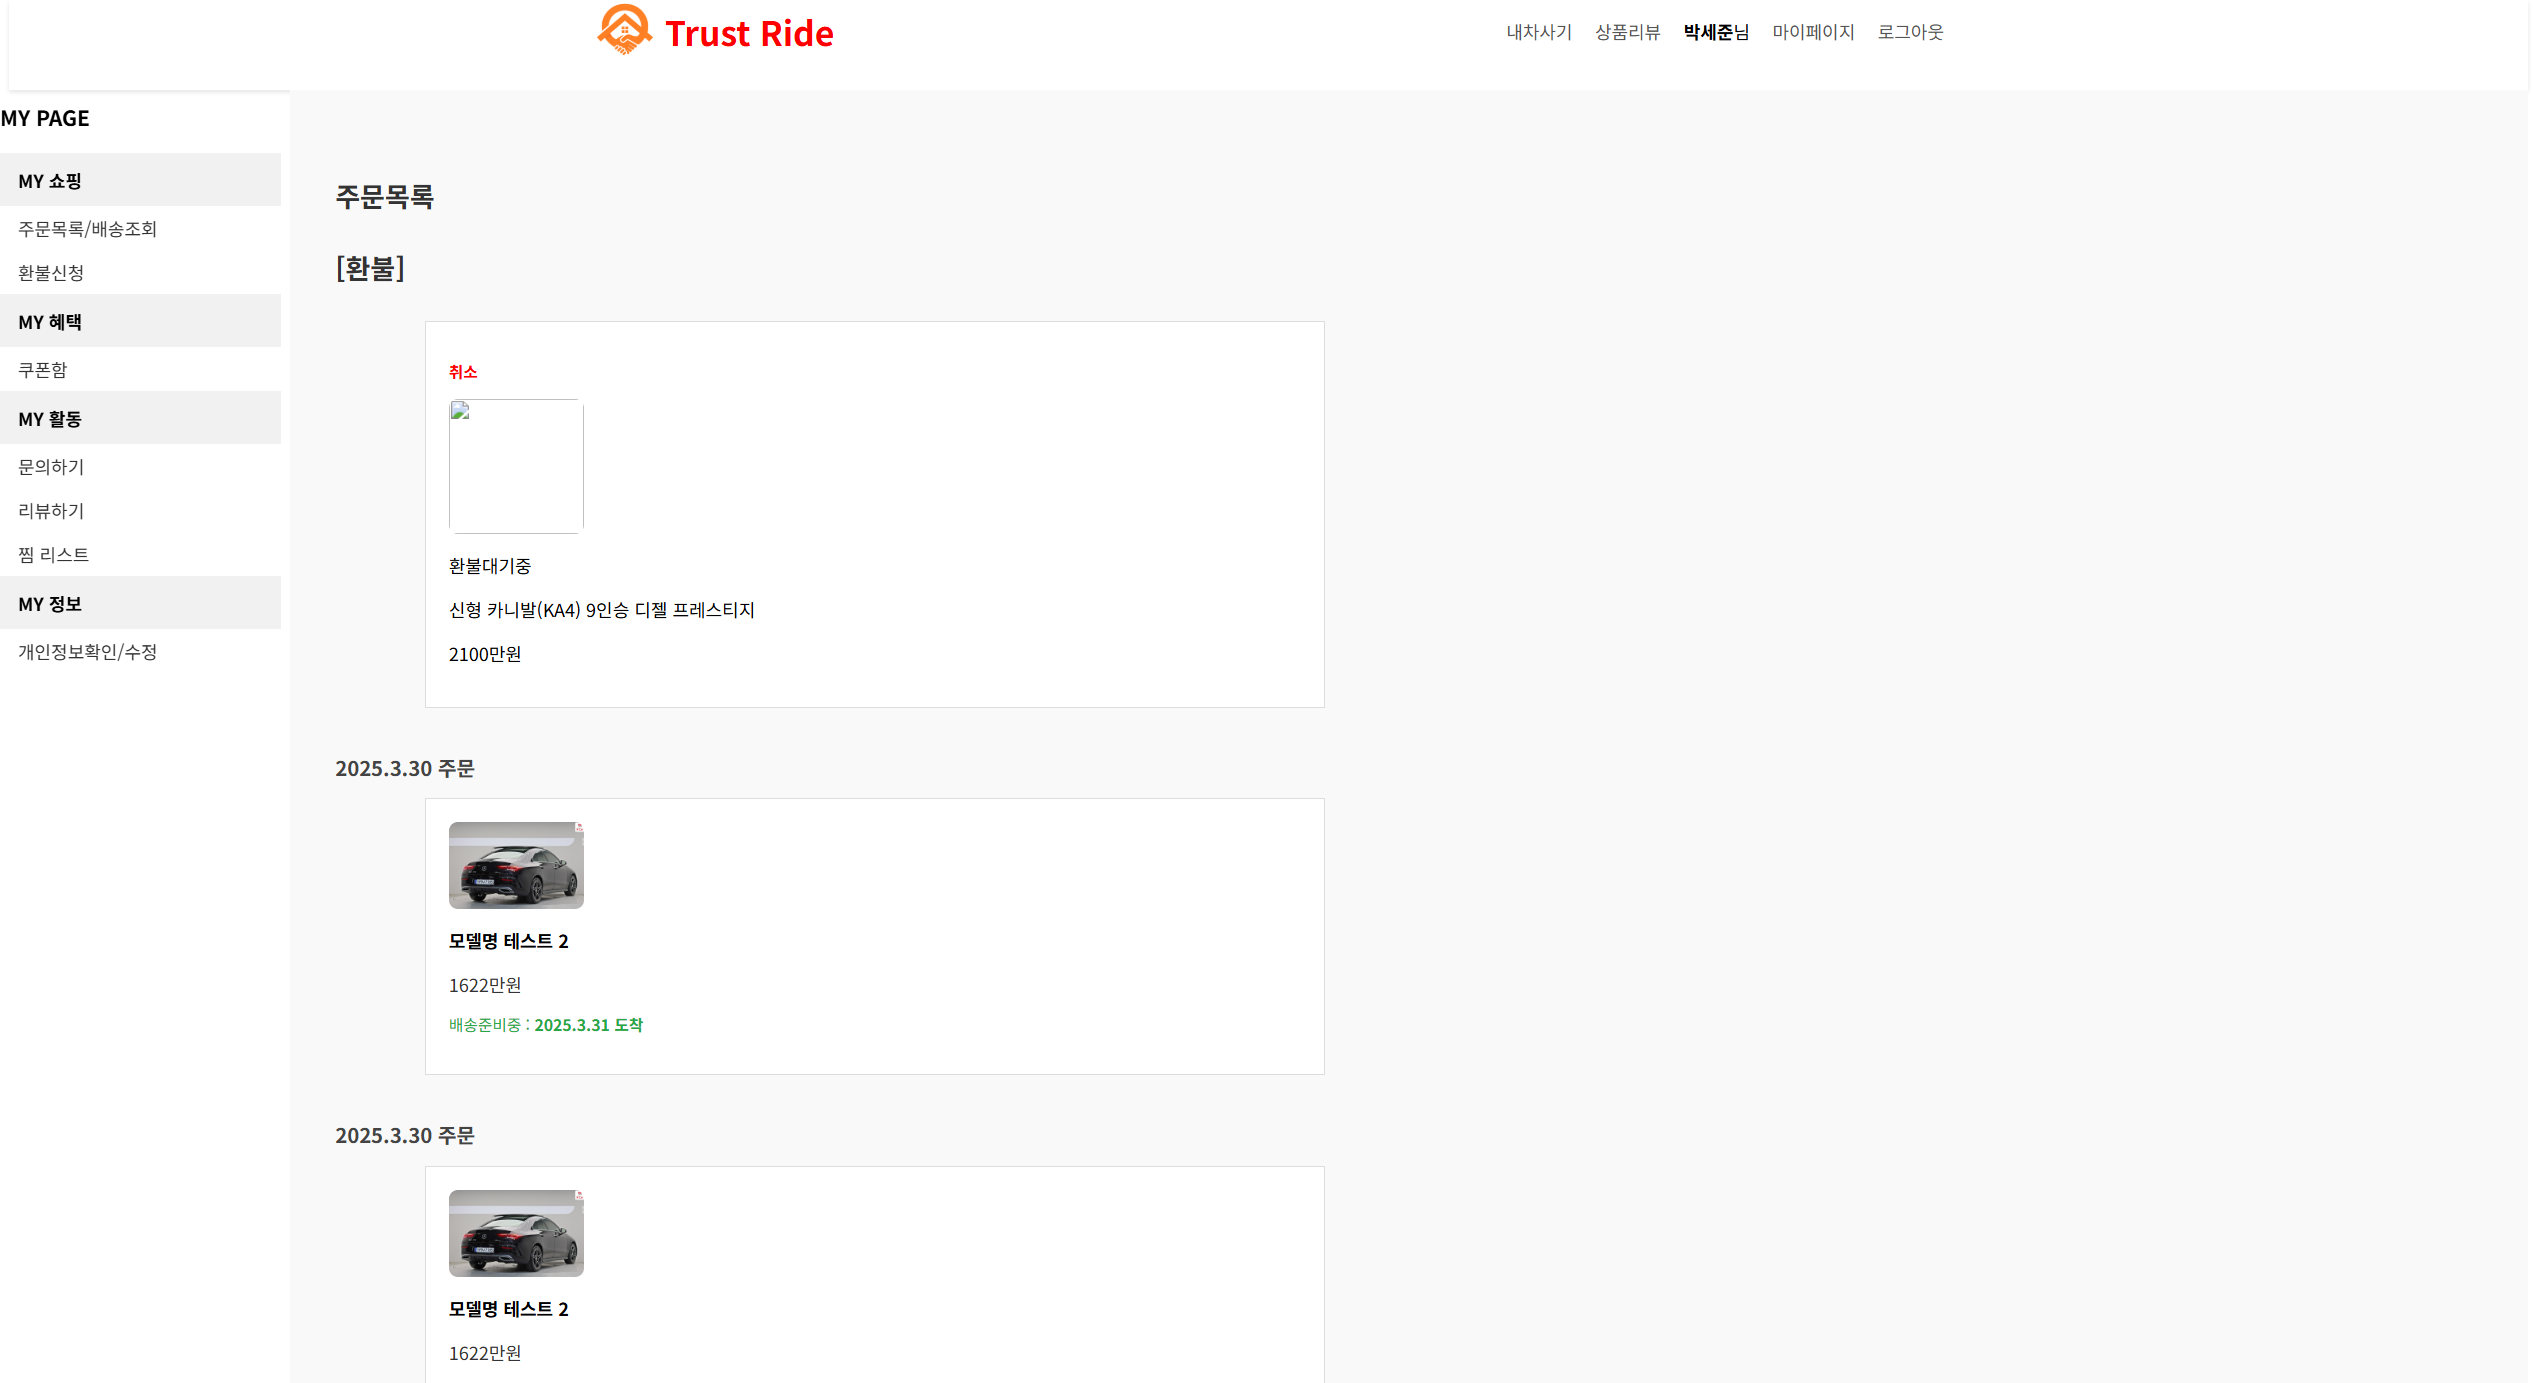 Trust Ride
내차사기 상품리뷰 박세준님 마이페이지 로그아웃
MY PAGE
MY 쇼핑
주문목록/배송조회
환불신청
MY 혜택
쿠폰함
MY 활동
문의하기
리뷰하기
찜 리스트
MY 정보
개인정보확인/수정
주문목록
[환불]
취소
환불대기중
신형 카니발(KA4) 9인승 디젤 프레스티지
2100만원
2025.3.30 주문
모델명 테스트 2
1622만원
배송준비중 : 2025.3.31 도착
2025.3.30 주문
모델명 테스트 2
1622만원